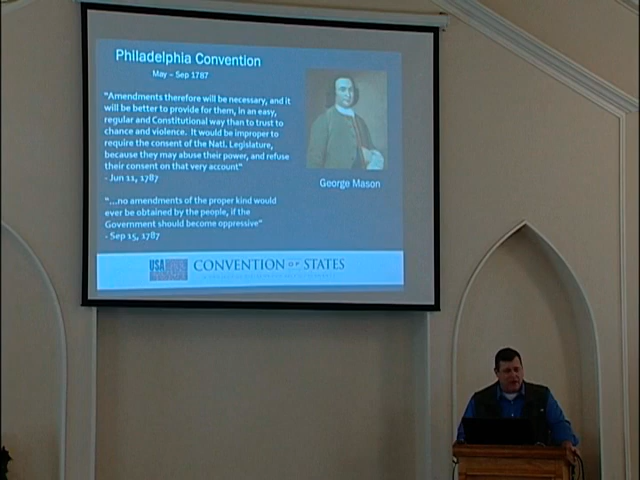 Philadelphia Convention
May – Sep 1787
"Amendments therefore will be necessary, and it
will be better to provide for them, in an easy,
regular and Constitutional way than to trust to
chance and violence. It would be improper to
require the consent of the Natl. Legislature,
because they may abuse their power, and refuse
their consent on that very account"
- Jun 11, 1787
George Mason
"...no amendments of the proper kind would
ever be obtained by the people, if the
Government should become oppressive"
- Sep 15, 1787
USA
CONVENTION OF STATES